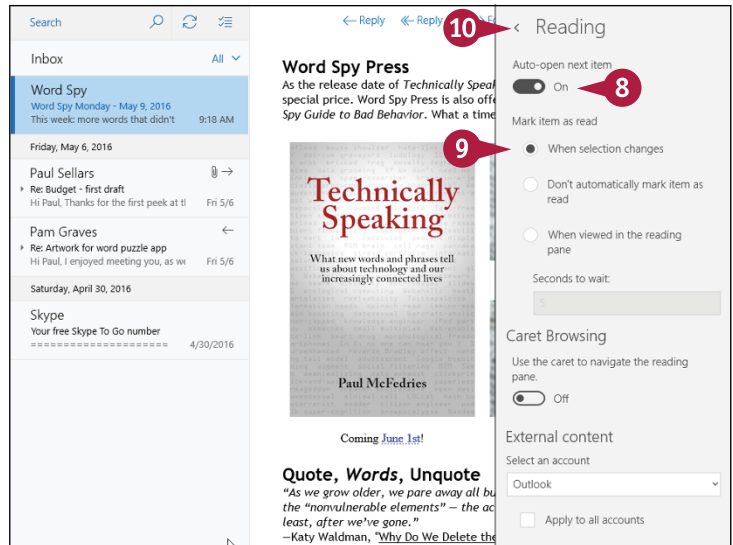 Search
Inbox
All
Word Spy
Word Spy Monday - May 9, 2016
This week: more words that didn't 9:18 AM
Friday, May 6, 2016
Paul Sellars
Re: Budget - first draft
Hi Paul, Thanks for the first peek at tl Fri 5/6
Pam Graves
Re: Artwork for word puzzle app
Hi Paul, I enjoyed meeting you, as we Fri 5/6
Saturday, April 30, 2016
Skype
Your free Skype To Go number
===================== 4/30/2016
Reply Reply
Word Spy Press
As the release date of Technically Speak
special price. Word Spy Press is also offe
Spy Guide to Bad Behavior. What a time
Technically
Speaking
What new words and phrases tell
us about technology and our
increasingly connected lives
Paul McFedries
Coming June 1st!
Quote, Words, Unquote
“As we grow older, we pare away all bu
the “nonvulnerable elements” — the ac
least, after we’ve gone.”
—Katy Waldman, "Why Do We Delete the
10
< Reading
Auto-open next item
On
8
Mark item as read
9
When selection changes
Don't automatically mark item as
read
When viewed in the reading
pane
Seconds to wait:
5
Caret Browsing
Use the caret to navigate the reading
pane.
Off
External content
Select an account
Outlook
Apply to all accounts